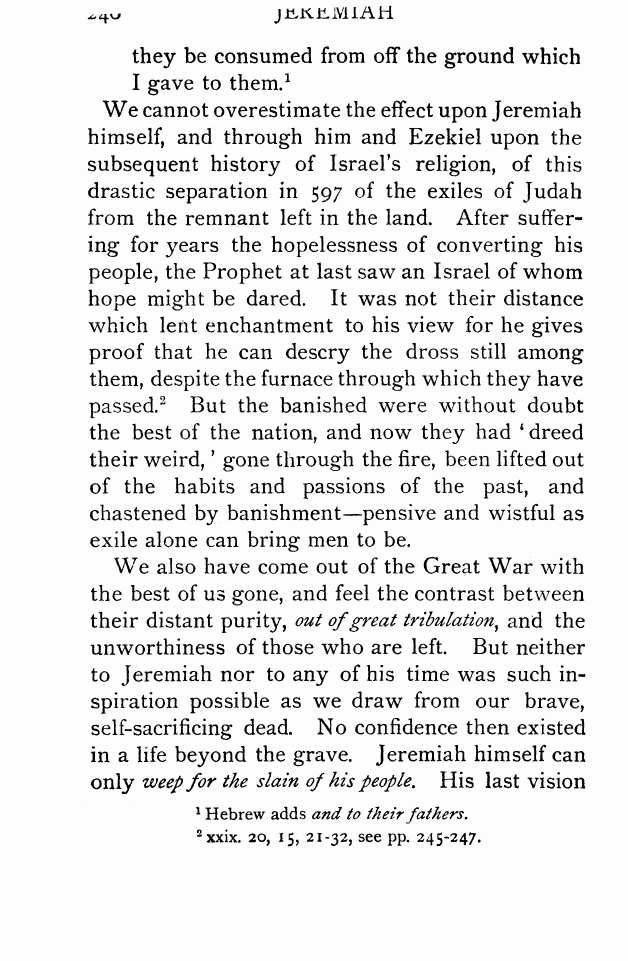 240 JEREMIAH
they be consumed from off the ground which
I gave to them.¹
We cannot overestimate the effect upon Jeremiah
himself, and through him and Ezekiel upon the
subsequent history of Israel's religion, of this
drastic separation in 597 of the exiles of Judah
from the remnant left in the land. After suffer-
ing for years the hopelessness of converting his
people, the Prophet at last saw an Israel of whom
hope might be dared. It was not their distance
which lent enchantment to his view for he gives
proof that he can descry the dross still among
them, despite the furnace through which they have
passed.² But the banished were without doubt
the best of the nation, and now they had ‘dreed
their weird,’ gone through the fire, been lifted out
of the habits and passions of the past, and
chastened by banishment—pensive and wistful as
exile alone can bring men to be.
We also have come out of the Great War with
the best of us gone, and feel the contrast between
their distant purity, out of great tribulation, and the
unworthiness of those who are left. But neither
to Jeremiah nor to any of his time was such in-
spiration possible as we draw from our brave,
self-sacrificing dead. No confidence then existed
in a life beyond the grave. Jeremiah himself can
only weep for the slain of his people. His last vision
¹ Hebrew adds and to their fathers.
² xxix. 20, 15, 21-32, see pp. 245-247.